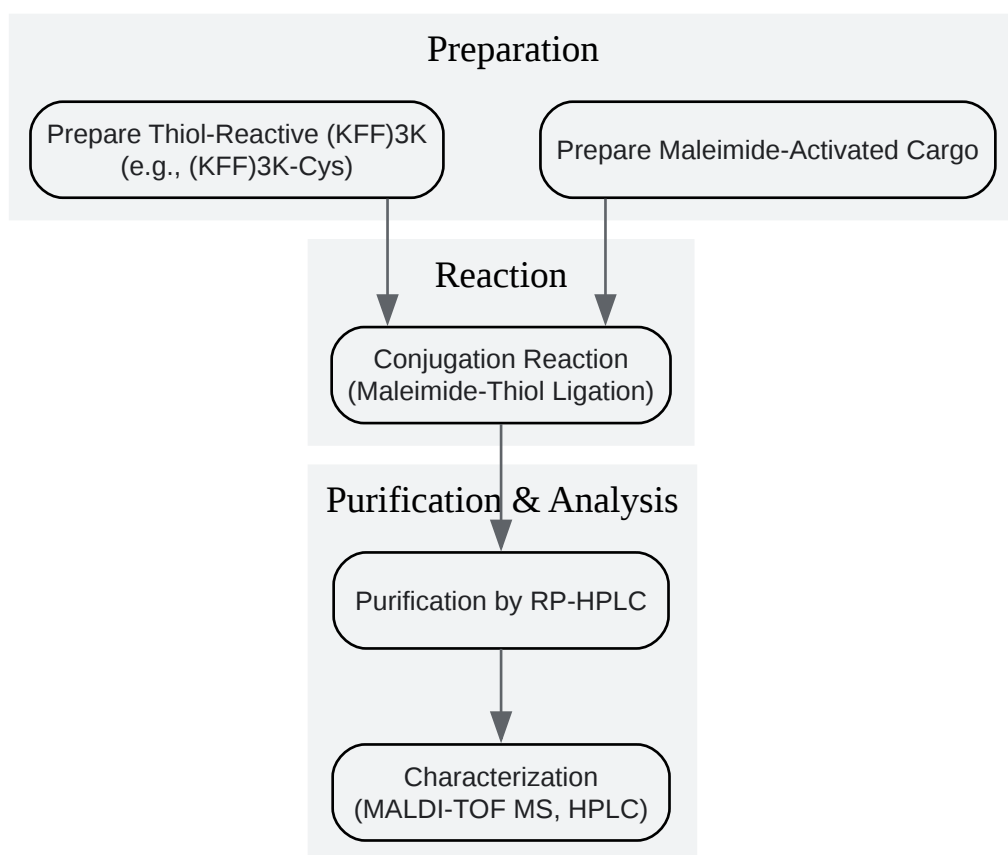 Preparation
Prepare Thiol-Reactive (KFF)3K
(e.g., (KFF)3K-Cys)
Prepare Maleimide-Activated Cargo
Reaction
Conjugation Reaction
(Maleimide-Thiol Ligation)
Purification & Analysis
Purification by RP-HPLC
Characterization
(MALDI-TOF MS, HPLC)